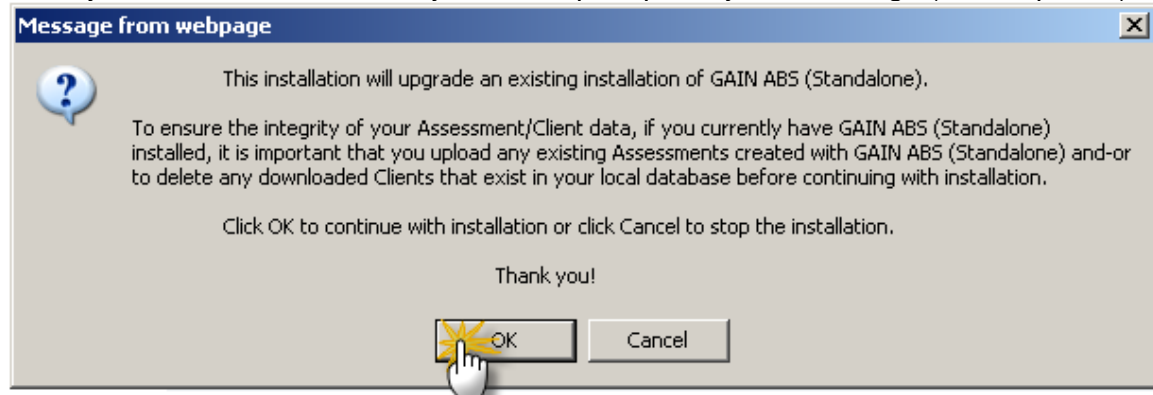 Message from webpage
This installation will upgrade an existing installation of GAIN ABS (Standalone).
To ensure the integrity of your Assessment/Client data, if you currently have GAIN ABS (Standalone)
installed, it is important that you upload any existing Assessments created with GAIN ABS (Standalone) and-or
to delete any downloaded Clients that exist in your local database before continuing with installation.
Click OK to continue with installation or click Cancel to stop the installation.
Thank you!
OK
Cancel